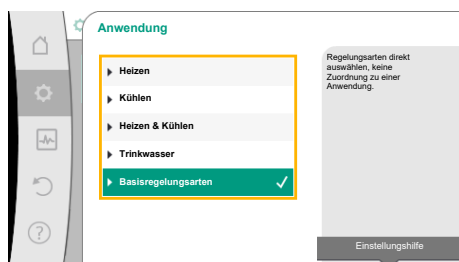 Anwendung
Heizen
Kühlen
Heizen & Kühlen
Trinkwasser
Basisregelungsarten
Regelungsarten direkt
auswählen, keine
Zuordnung zu einer
Anwendung.
Einstellungshilfe